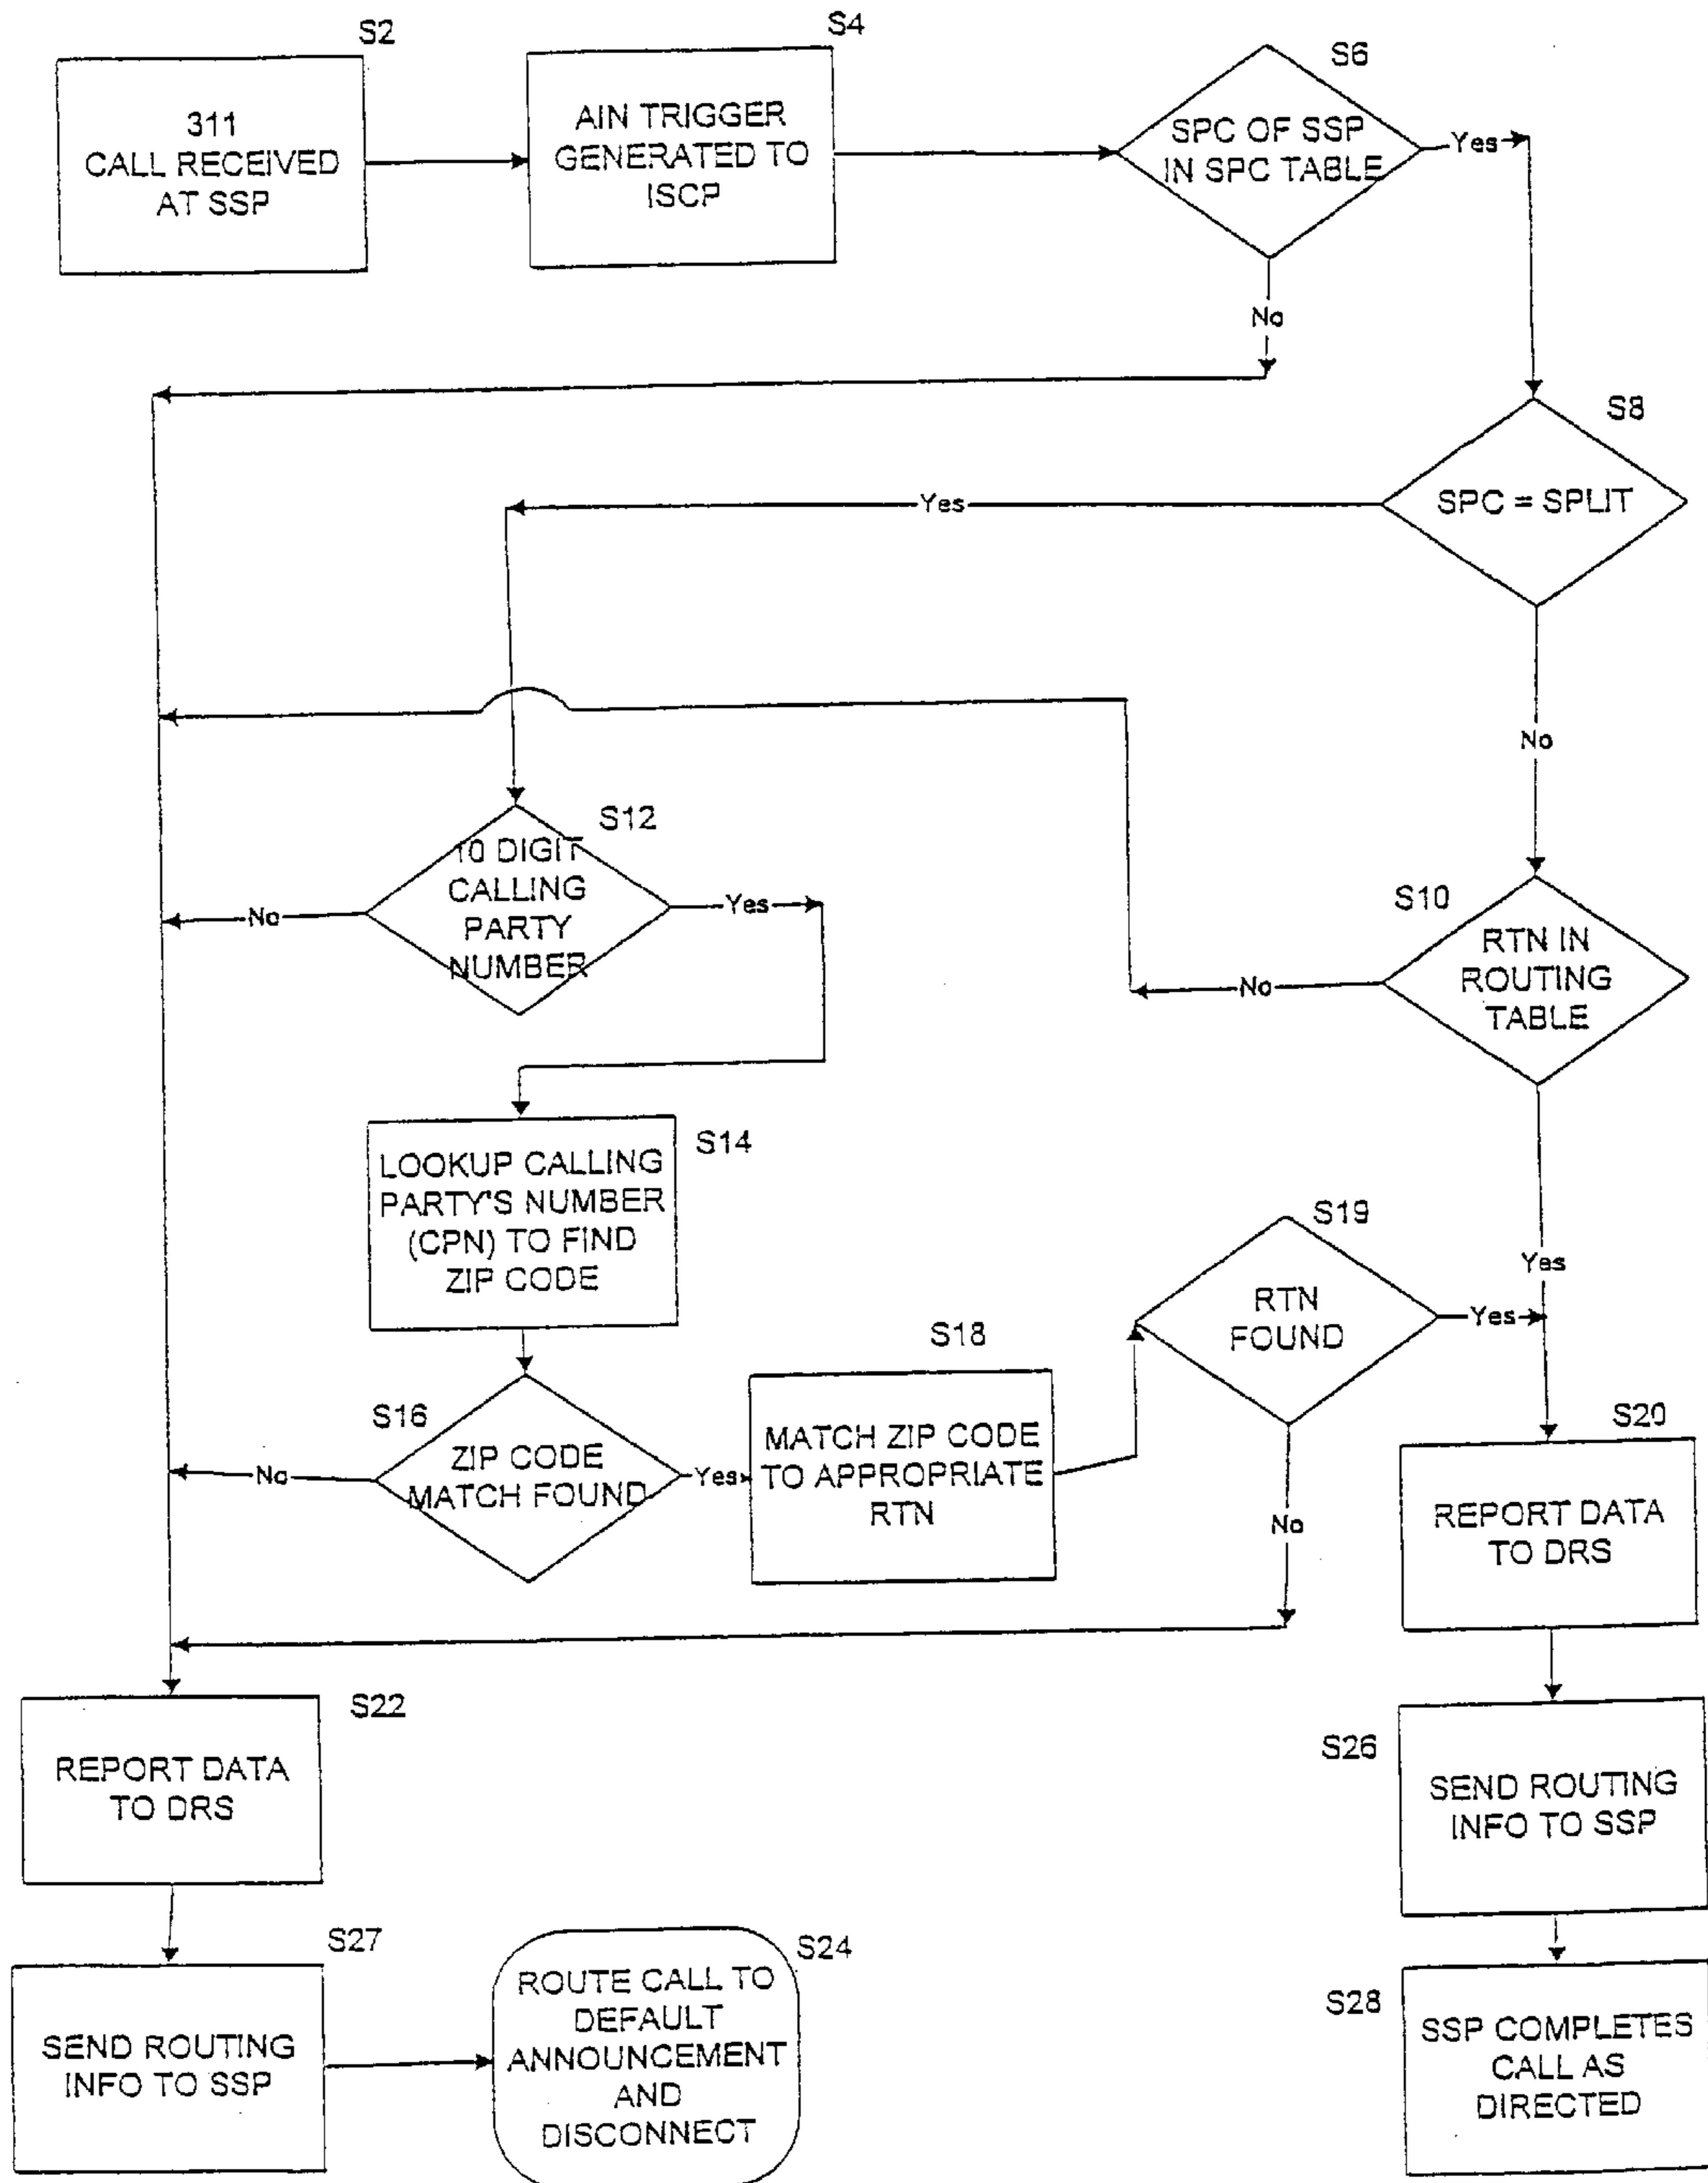 S2
311
CALL RECEIVED
AT SSP
S4
AIN TRIGGER
GENERATED TO
ISCP
S6
SPC OF SSP
IN SPC TABLE
Yes
No
S8
SPC = SPLIT
Yes
No
S12
10 DIGIT
CALLING
PARTY
NUMBER
No
Yes
S10
RTN IN
ROUTING
TABLE
No
Yes
S14
LOOKUP CALLING
PARTY'S NUMBER
(CPN) TO FIND
ZIP CODE
S16
ZIP CODE
MATCH FOUND
No
Yes
S18
MATCH ZIP CODE
TO APPROPRIATE
RTN
S19
RTN
FOUND
Yes
No
S20
REPORT DATA
TO DRS
S22
REPORT DATA
TO DRS
S26
SEND ROUTING
INFO TO SSP
S27
SEND ROUTING
INFO TO SSP
S24
ROUTE CALL TO
DEFAULT
ANNOUNCEMENT
AND
DISCONNECT
S28
SSP COMPLETES
CALL AS
DIRECTED